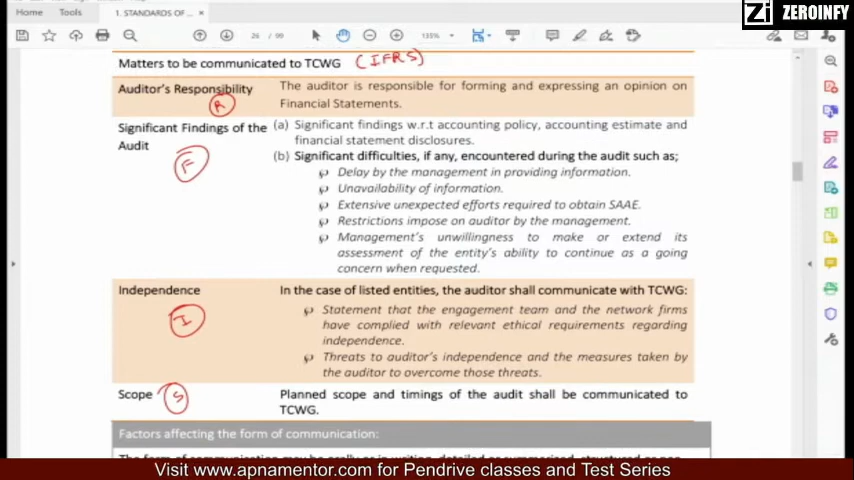 Home Tools 1. STANDARDS OF ... ×
Zi ZEROINFY
26 / 99 135%
Matters to be communicated to TCWG (IFRS)
Auditor's Responsibility The auditor is responsible for forming and expressing an opinion on
R Financial Statements.
Significant Findings of the (a) Significant findings w.r.t accounting policy, accounting estimate and
Audit financial statement disclosures.
F (b) Significant difficulties, if any, encountered during the audit such as;
Delay by the management in providing information.
Unavailability of information.
Extensive unexpected efforts required to obtain SAAE.
Restrictions impose on auditor by the management.
Management's unwillingness to make or extend its
assessment of the entity's ability to continue as a going
concern when requested.
Independence In the case of listed entities, the auditor shall communicate with TCWG:
I Statement that the engagement team and the network firms
have complied with relevant ethical requirements regarding
independence.
Threats to auditor's independence and the measures taken by
the auditor to overcome those threats.
Scope S Planned scope and timings of the audit shall be communicated to
TCWG.
Factors affecting the form of communication:
Visit www.apnamentor.com for Pendrive classes and Test Series